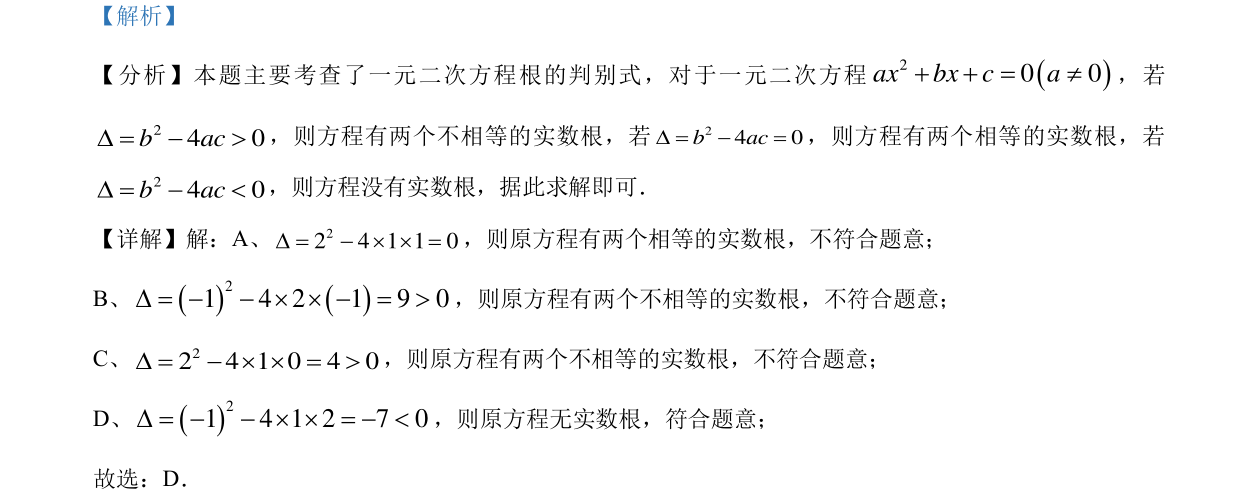 【解析】
【分析】本题主要考查了一元二次方程根的判别式，对于一元二次方程 ax²+bx+c=0(a≠0)，若
Δ=b²−4ac>0，则方程有两个不相等的实数根，若 Δ=b²−4ac=0，则方程有两个相等的实数根，若
Δ=b²−4ac<0，则方程没有实数根，据此求解即可．
【详解】解：A、Δ=2²−4×1×1=0，则原方程有两个相等的实数根，不符合题意；
B、Δ=(−1)²−4×2×(−1)=9>0，则原方程有两个不相等的实数根，不符合题意；
C、Δ=2²−4×1×0=4>0，则原方程有两个不相等的实数根，不符合题意；
D、Δ=(−1)²−4×1×2=−7<0，则原方程无实数根，符合题意；
故选：D．